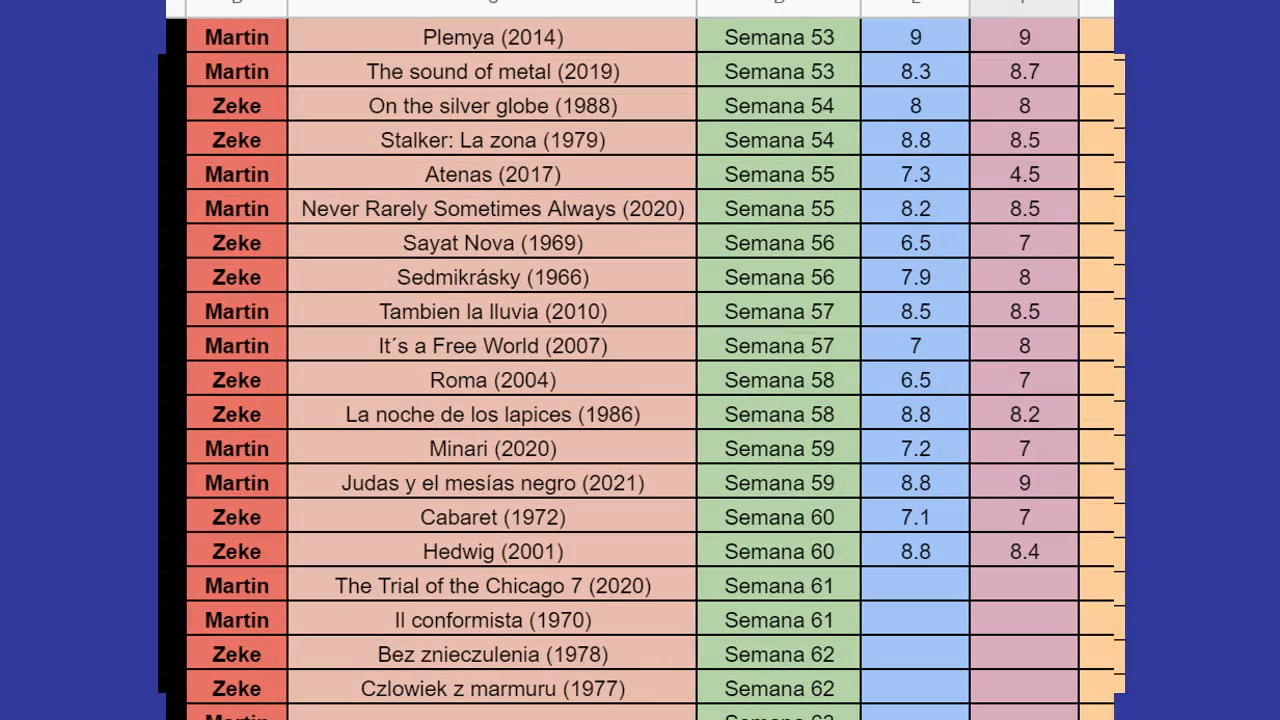 Martin Plemya (2014) Semana 53 9 9
Martin The sound of metal (2019) Semana 53 8.3 8.7
Zeke On the silver globe (1988) Semana 54 8 8
Zeke Stalker: La zona (1979) Semana 54 8.8 8.5
Martin Atenas (2017) Semana 55 7.3 4.5
Martin Never Rarely Sometimes Always (2020) Semana 55 8.2 8.5
Zeke Sayat Nova (1969) Semana 56 6.5 7
Zeke Sedmikrásky (1966) Semana 56 7.9 8
Martin Tambien la lluvia (2010) Semana 57 8.5 8.5
Martin It´s a Free World (2007) Semana 57 7 8
Zeke Roma (2004) Semana 58 6.5 7
Zeke La noche de los lapices (1986) Semana 58 8.8 8.2
Martin Minari (2020) Semana 59 7.2 7
Martin Judas y el mesías negro (2021) Semana 59 8.8 9
Zeke Cabaret (1972) Semana 60 7.1 7
Zeke Hedwig (2001) Semana 60 8.8 8.4
Martin The Trial of the Chicago 7 (2020) Semana 61
Martin Il conformista (1970) Semana 61
Zeke Bez znieczulenia (1978) Semana 62
Zeke Czlowiek z marmuru (1977) Semana 62